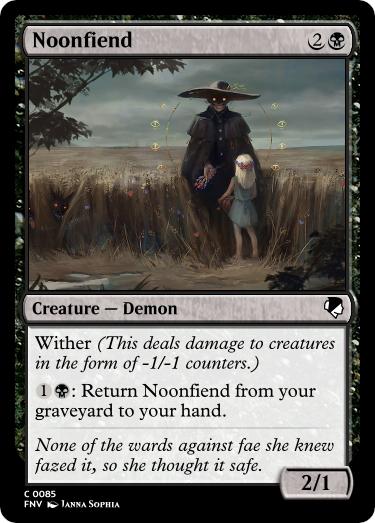 Noonfiend 2
Creature — Demon
Wither (This deals damage to creatures
in the form of -1/-1 counters.)
1: Return Noonfiend from your
graveyard to your hand.
None of the wards against fae she knew
fazed it, so she thought it safe.
2/1
C 0085
FNV Ianna Sophia